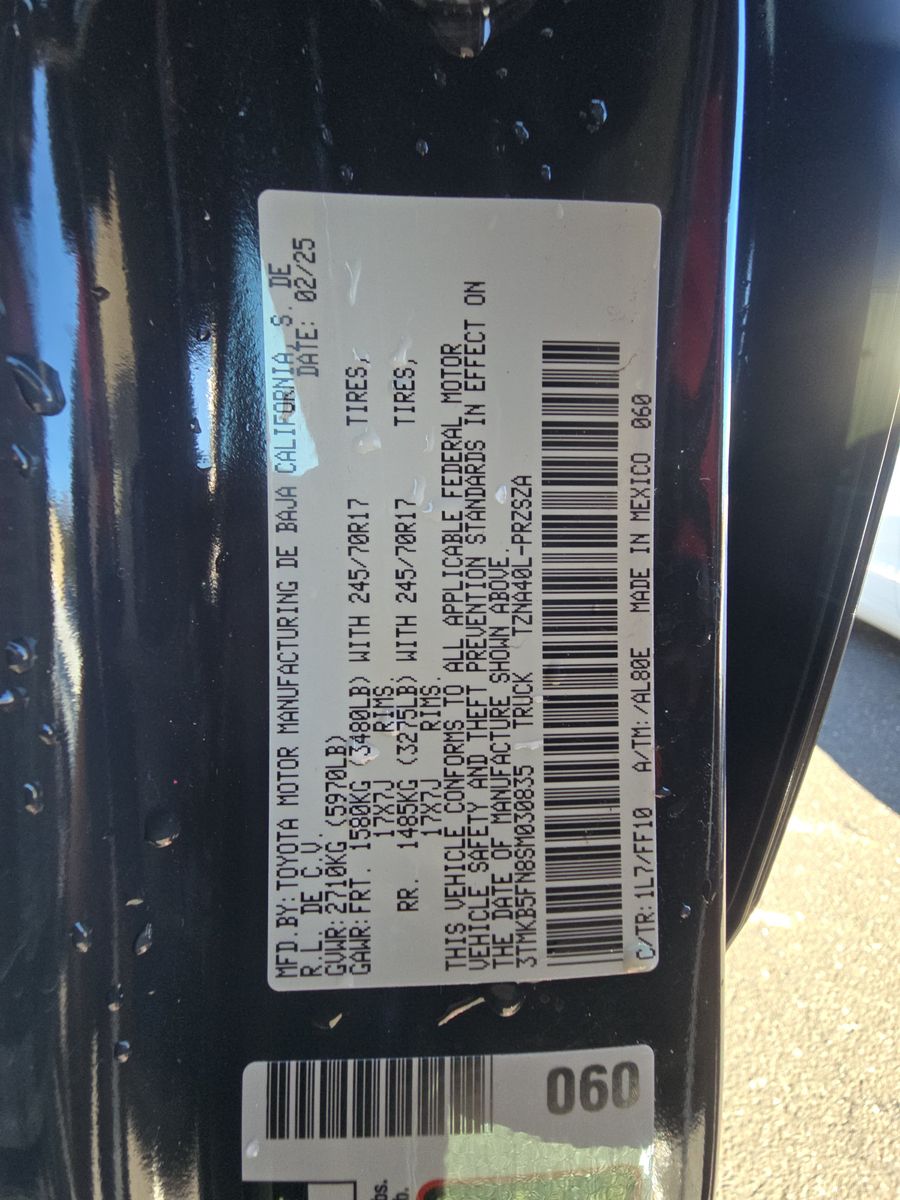 MFD.BY:TOYOTA MOTOR MANUFACTURING DE BAJA CALIFORNIA, S. DE
R.L. DE C.V. DATE: 02/25
GVWR:2710KG (5970LB)
GAWR:FRT. 1580KG (3480LB) WITH 245/70R17 TIRES,
17X7J RIMS
RR. 1485KG (3275LB) WITH 245/70R17 TIRES,
17X7J RIMS.
THIS VEHICLE CONFORMS TO ALL APPLICABLE FEDERAL MOTOR
VEHICLE SAFETY AND THEFT PREVENTION STANDARDS IN EFFECT ON
THE DATE OF MANUFACTURE SHOWN ABOVE.
3TMKB5FN8SM030835 TRUCK TZNA40L-PRZSZA
C/TR:1L7/FF10 A/TM:/AL80E MADE IN MEXICO 060
060